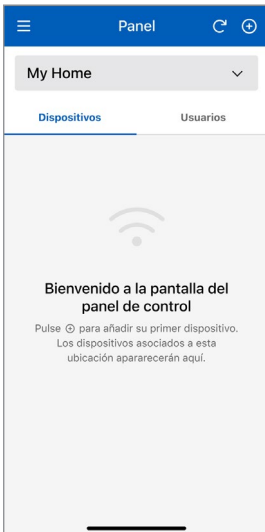 Panel
My Home
Dispositivos Usuarios
Bienvenido a la pantalla del
panel de control
Pulse ⊕ para añadir su primer dispositivo.
Los dispositivos asociados a esta
ubicación apararecerán aquí.